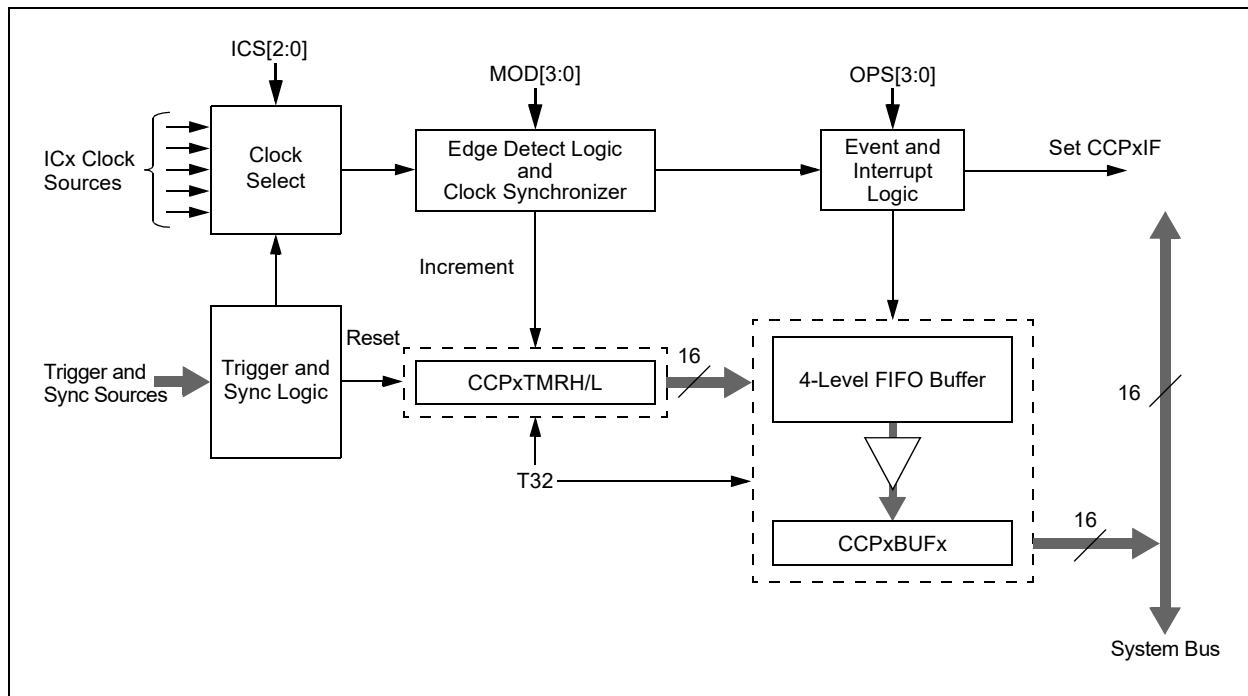 ICS[2:0]
MOD[3:0]
OPS[3:0]
ICx Clock
Sources
Clock
Select
Edge Detect Logic
and
Clock Synchronizer
Event and
Interrupt
Logic
Set CCPxIF
Increment
Reset
Trigger and
Sync Sources
Trigger and
Sync Logic
CCPxTMRH/L
16
4-Level FIFO Buffer
16
T32
CCPxBUFx
16
System Bus